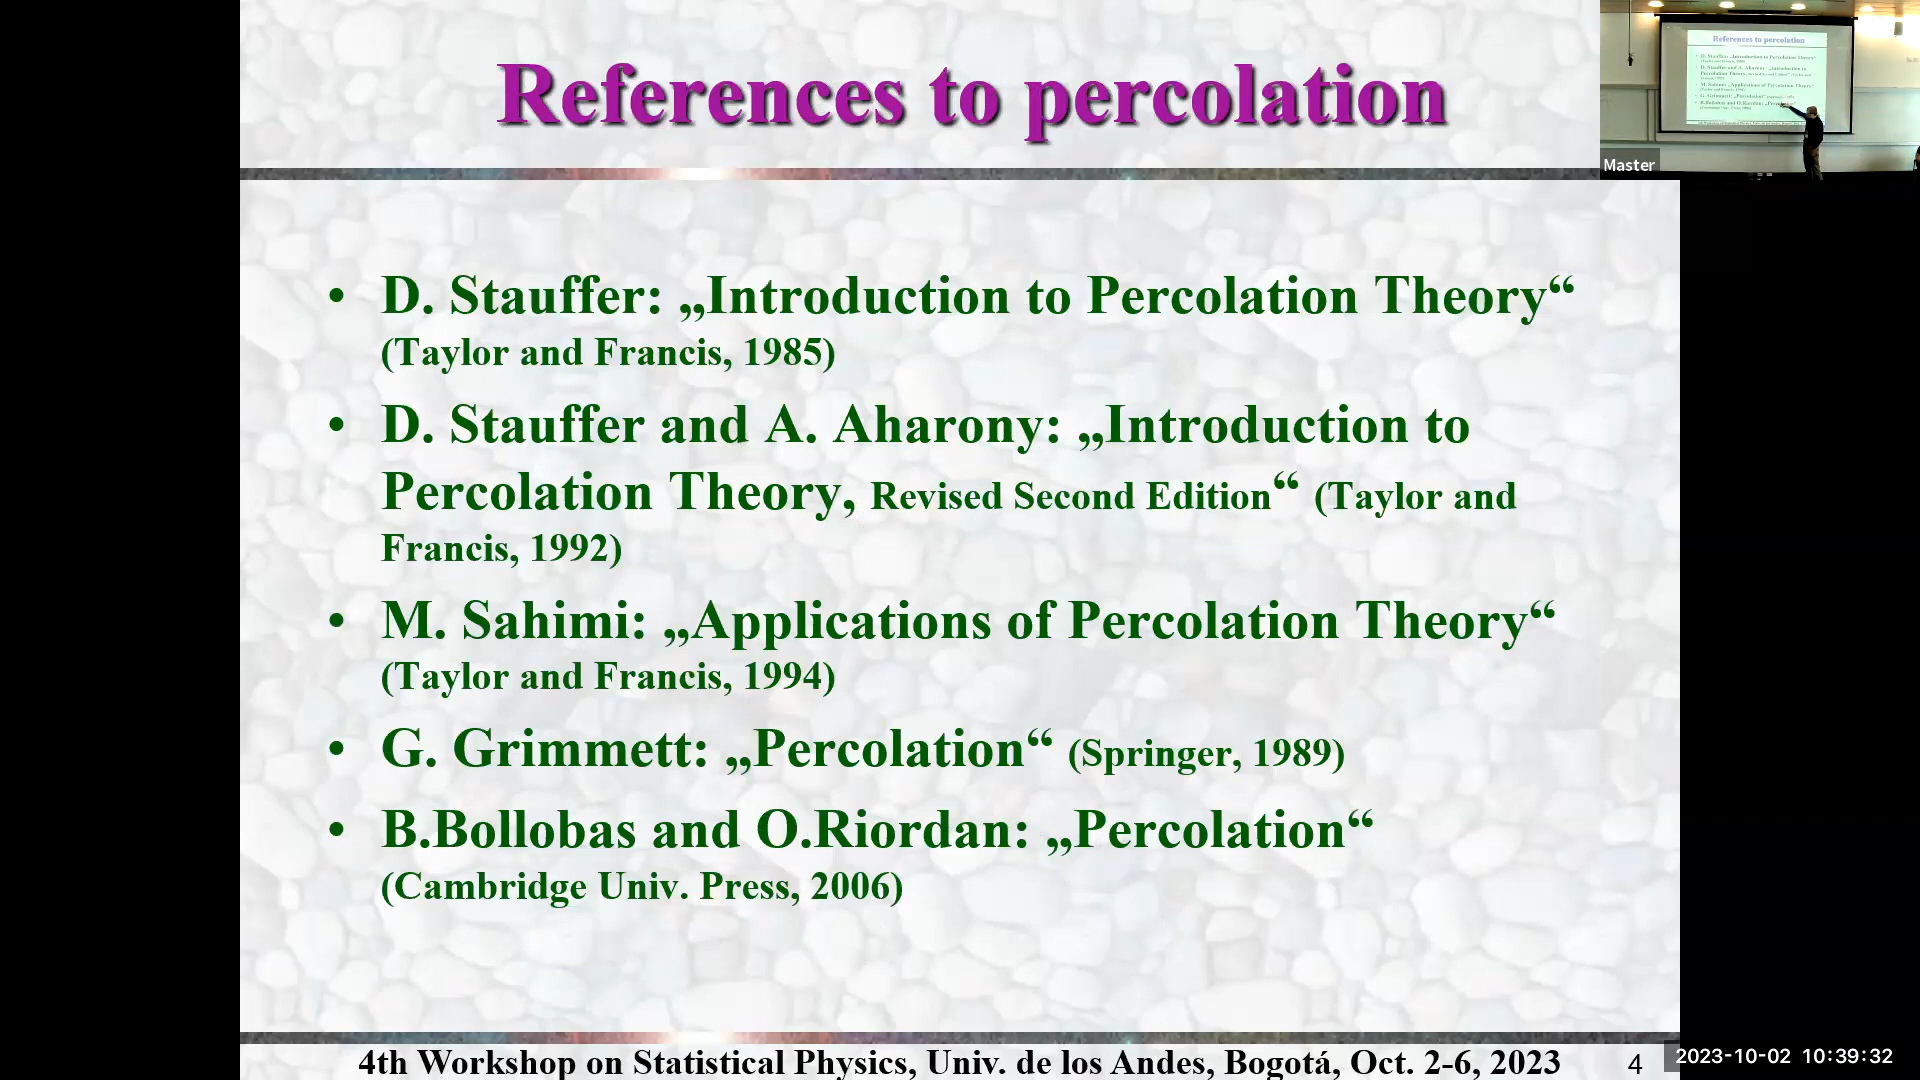 References to percolation
Master
• D. Stauffer: „Introduction to Percolation Theory“
(Taylor and Francis, 1985)
• D. Stauffer and A. Aharony: „Introduction to
Percolation Theory, Revised Second Edition“ (Taylor and
Francis, 1992)
• M. Sahimi: „Applications of Percolation Theory“
(Taylor and Francis, 1994)
• G. Grimmett: „Percolation“ (Springer, 1989)
• B.Bollobas and O.Riordan: „Percolation“
(Cambridge Univ. Press, 2006)
4th Workshop on Statistical Physics, Univ. de los Andes, Bogotá, Oct. 2-6, 2023
4
2023-10-02 10:39:32